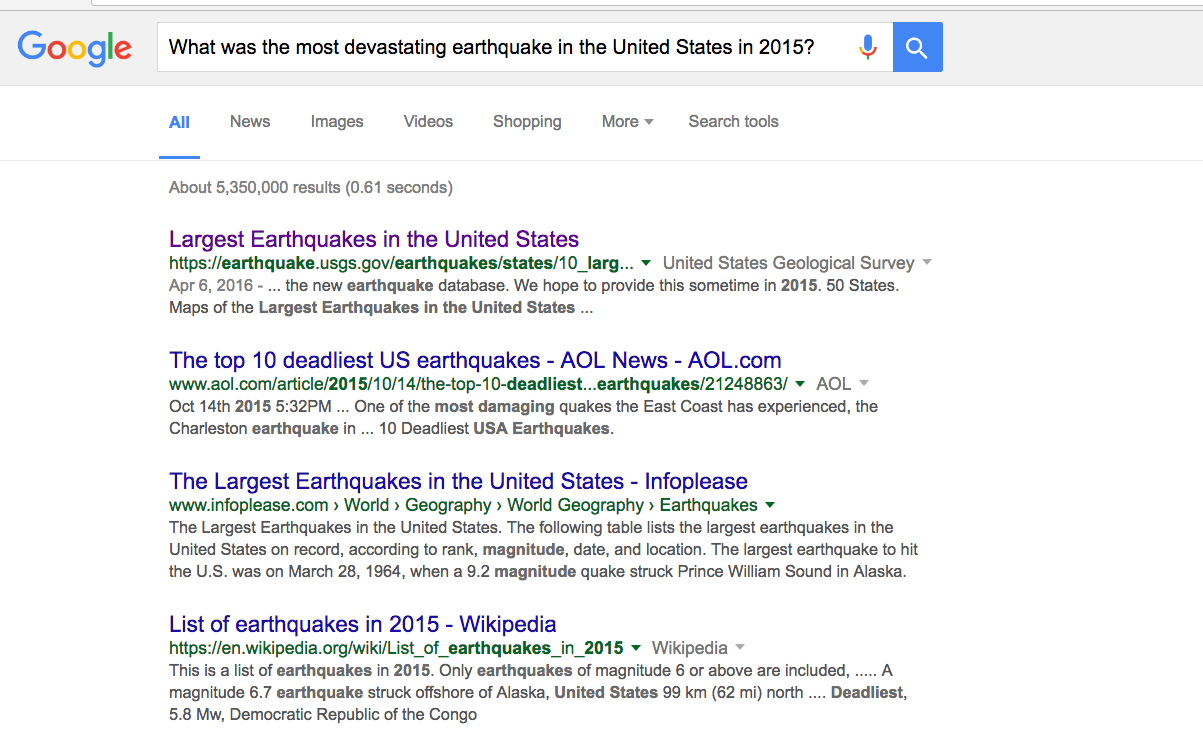 Google
What was the most devastating earthquake in the United States in 2015?
All News Images Videos Shopping More Search tools
About 5,350,000 results (0.61 seconds)
Largest Earthquakes in the United States
https://earthquake.usgs.gov/earthquakes/states/10_larg... United States Geological Survey
Apr 6, 2016 - ... the new earthquake database. We hope to provide this sometime in 2015. 50 States.
Maps of the Largest Earthquakes in the United States ...
The top 10 deadliest US earthquakes - AOL News - AOL.com
www.aol.com/article/2015/10/14/the-top-10-deadliest...earthquakes/21248863/ AOL
Oct 14th 2015 5:32PM ... One of the most damaging quakes the East Coast has experienced, the
Charleston earthquake in ... 10 Deadliest USA Earthquakes.
The Largest Earthquakes in the United States - Infoplease
www.infoplease.com › World › Geography › World Geography › Earthquakes
The Largest Earthquakes in the United States. The following table lists the largest earthquakes in the
United States on record, according to rank, magnitude, date, and location. The largest earthquake to hit
the U.S. was on March 28, 1964, when a 9.2 magnitude quake struck Prince William Sound in Alaska.
List of earthquakes in 2015 - Wikipedia
https://en.wikipedia.org/wiki/List_of_earthquakes_in_2015 Wikipedia
This is a list of earthquakes in 2015. Only earthquakes of magnitude 6 or above are included, ..... A
magnitude 6.7 earthquake struck offshore of Alaska, United States 99 km (62 mi) north .... Deadliest,
5.8 Mw, Democratic Republic of the Congo